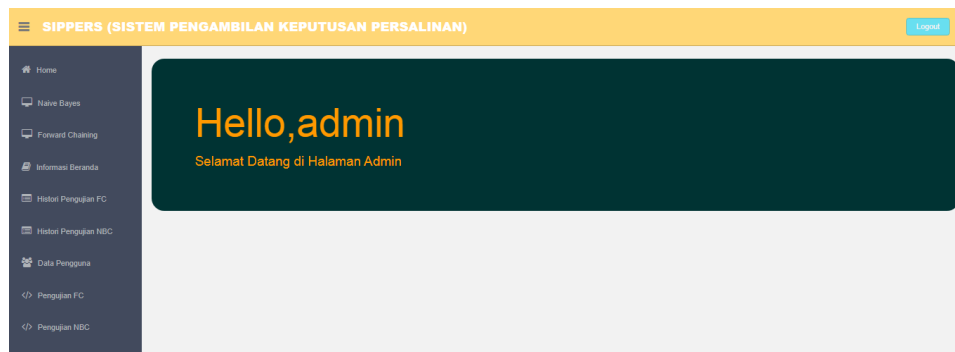 SIPPERS (SISTEM PENGAMBILAN KEPUTUSAN PERSALINAN)
Logout
Home
Naive Bayes
Forward Chaining
Informasi Beranda
Histori Pengujian FC
Histori Pengujian NBC
Data Pengguna
Pengujian FC
Pengujian NBC
Hello,admin
Selamat Datang di Halaman Admin